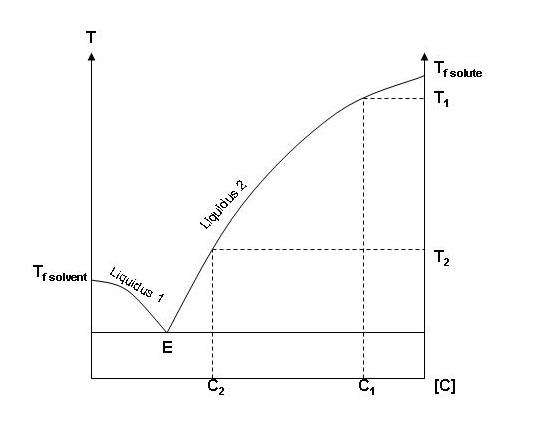 T
T f solute
T1
Liquidus 2
T2
T f solvent
Liquidus 1
E
C2
C1
[C]